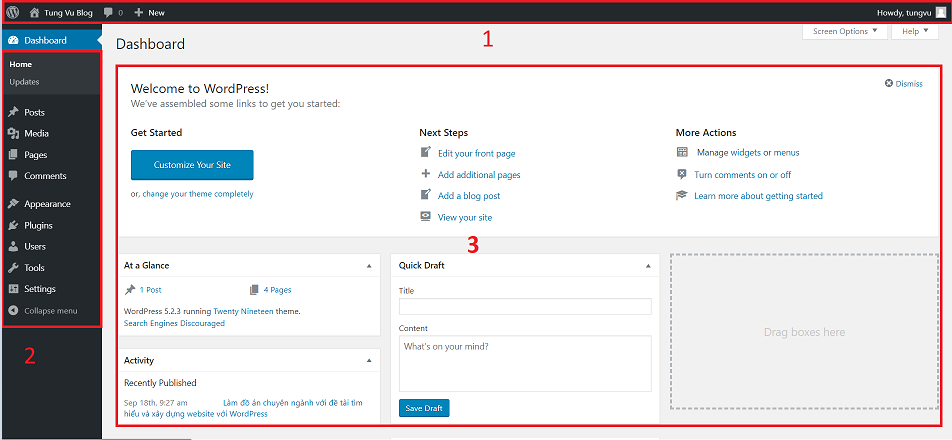 Tung Vu Blog 0 New Howdy, tungvu
1
Dashboard
Home
Updates
Posts
Media
Pages
Comments
Appearance
Plugins
Users
Tools
Settings
Collapse menu
2
Dashboard
Screen Options ▼ Help ▼
Welcome to WordPress!
We've assembled some links to get you started:
Dismiss
Get Started
Customize Your Site
or, change your theme completely
Next Steps
Edit your front page
Add additional pages
Add a blog post
View your site
More Actions
Manage widgets or menus
Turn comments on or off
Learn more about getting started
3
At a Glance
1 Post 4 Pages
WordPress 5.2.3 running Twenty Nineteen theme.
Search Engines Discouraged
Activity
Recently Published
Sep 18th, 9:27 am Làm đồ án chuyên ngành với đề tài tìm
hiểu và xây dựng website với WordPress
Quick Draft
Title
Content
What's on your mind?
Save Draft
Drag boxes here